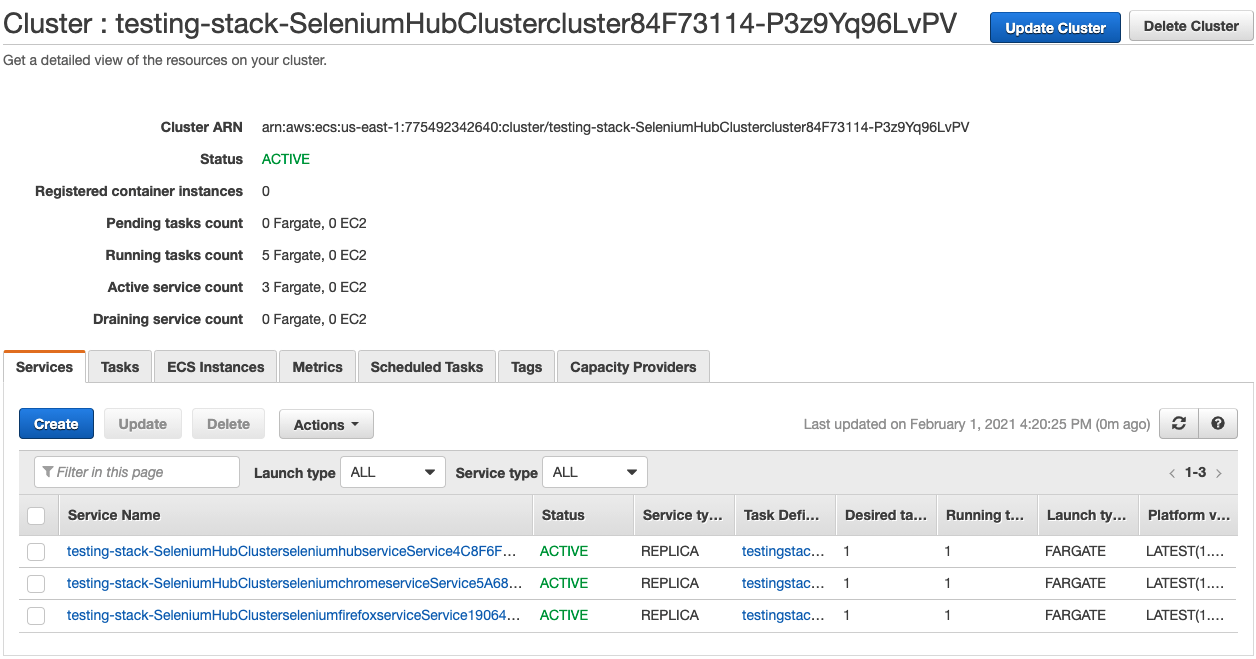 Cluster : testing-stack-SeleniumHubClustercluster84F73114-P3z9Yq96LvPV Update Cluster Delete Cluster
Get a detailed view of the resources on your cluster.
Cluster ARN arn:aws:ecs:us-east-1:775492342640:cluster/testing-stack-SeleniumHubClustercluster84F73114-P3z9Yq96LvPV
Status ACTIVE
Registered container instances 0
Pending tasks count 0 Fargate, 0 EC2
Running tasks count 5 Fargate, 0 EC2
Active service count 3 Fargate, 0 EC2
Draining service count 0 Fargate, 0 EC2
Services Tasks ECS Instances Metrics Scheduled Tasks Tags Capacity Providers
Create Update Delete Actions Last updated on February 1, 2021 4:20:25 PM (0m ago)
Filter in this page Launch type ALL Service type ALL < 1-3 >
Service Name Status Service ty... Task Defi... Desired ta... Running t... Launch ty... Platform v...
testing-stack-SeleniumHubClusterseleniumhubserviceService4C8F6F... ACTIVE REPLICA testingstac... 1 1 FARGATE LATEST(1....
testing-stack-SeleniumHubClusterseleniumchromeserviceService5A68... ACTIVE REPLICA testingstac... 1 1 FARGATE LATEST(1....
testing-stack-SeleniumHubClusterseleniumfirefoxserviceService19064... ACTIVE REPLICA testingstac... 1 1 FARGATE LATEST(1....